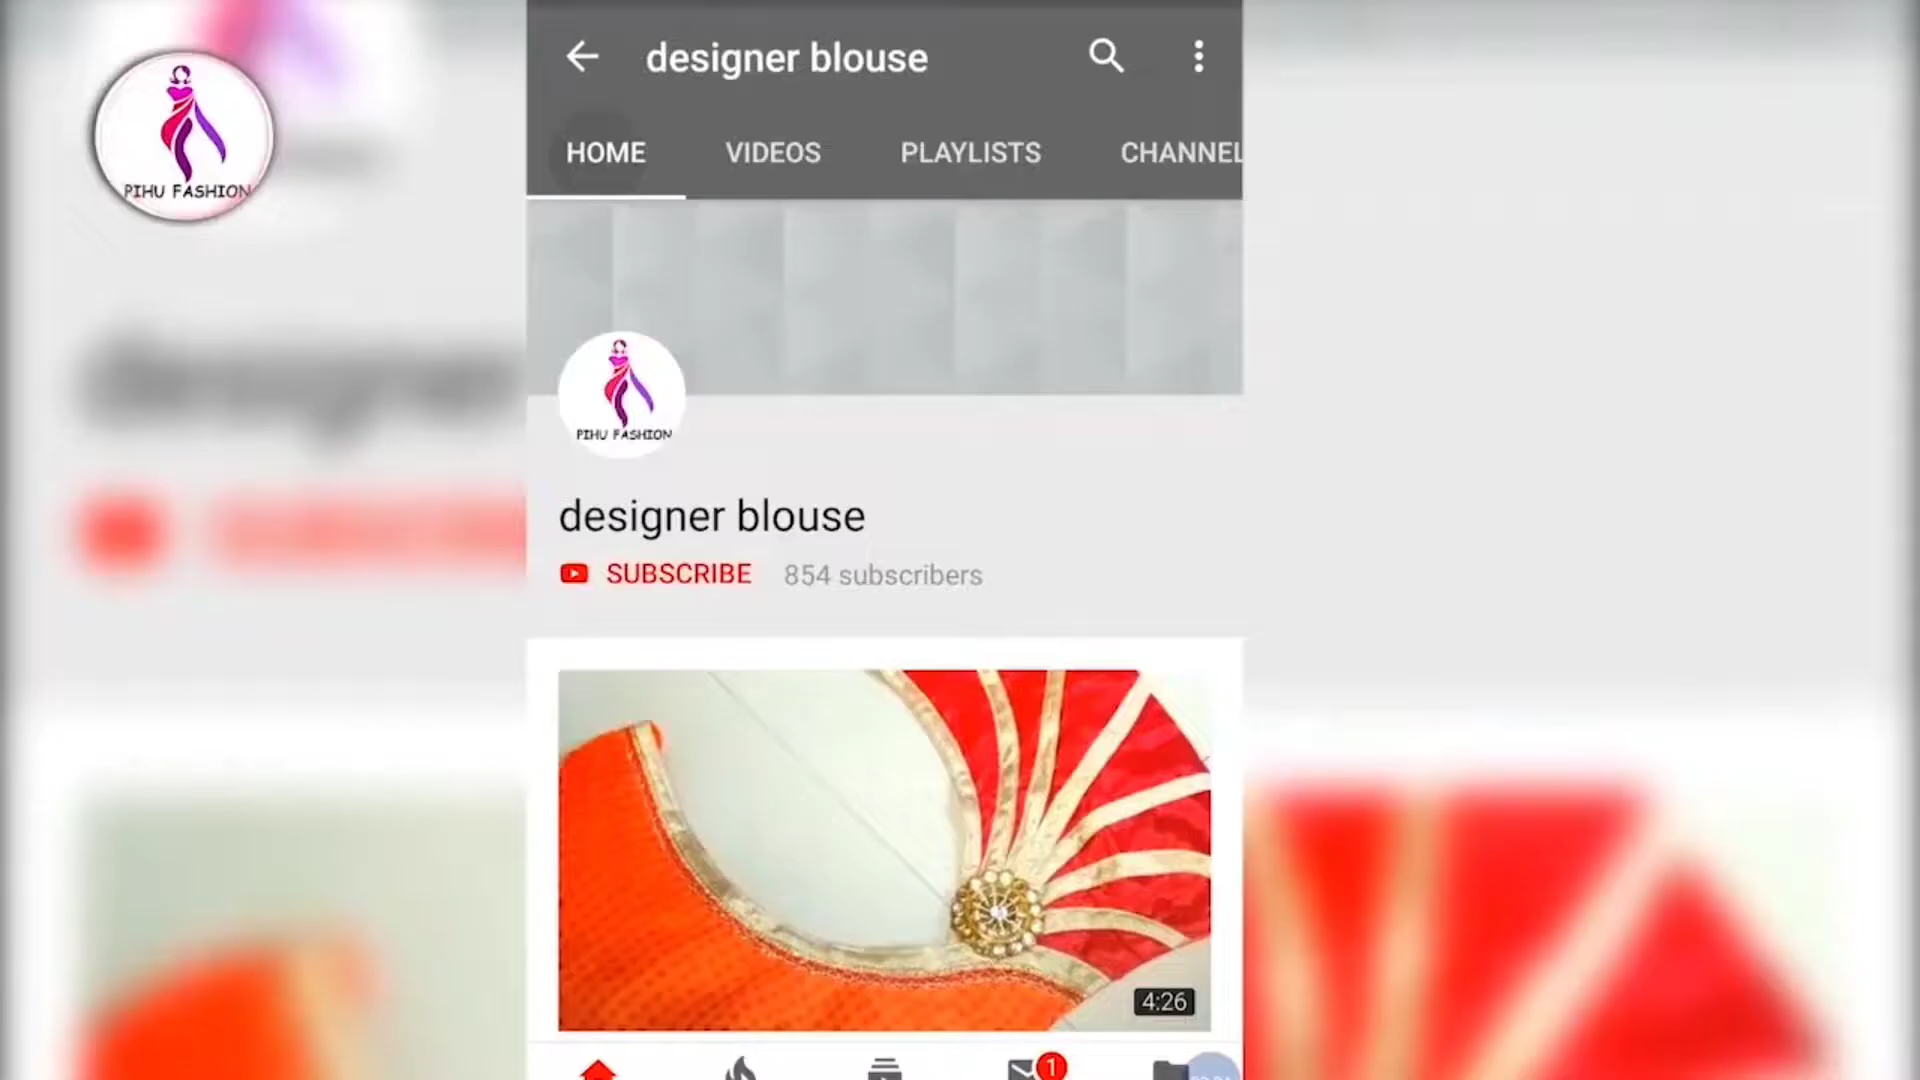 PIHU FASHION
designer blouse
HOME VIDEOS PLAYLISTS CHANNEL
PIHU FASHION
designer blouse
SUBSCRIBE 854 subscribers
4:26
1